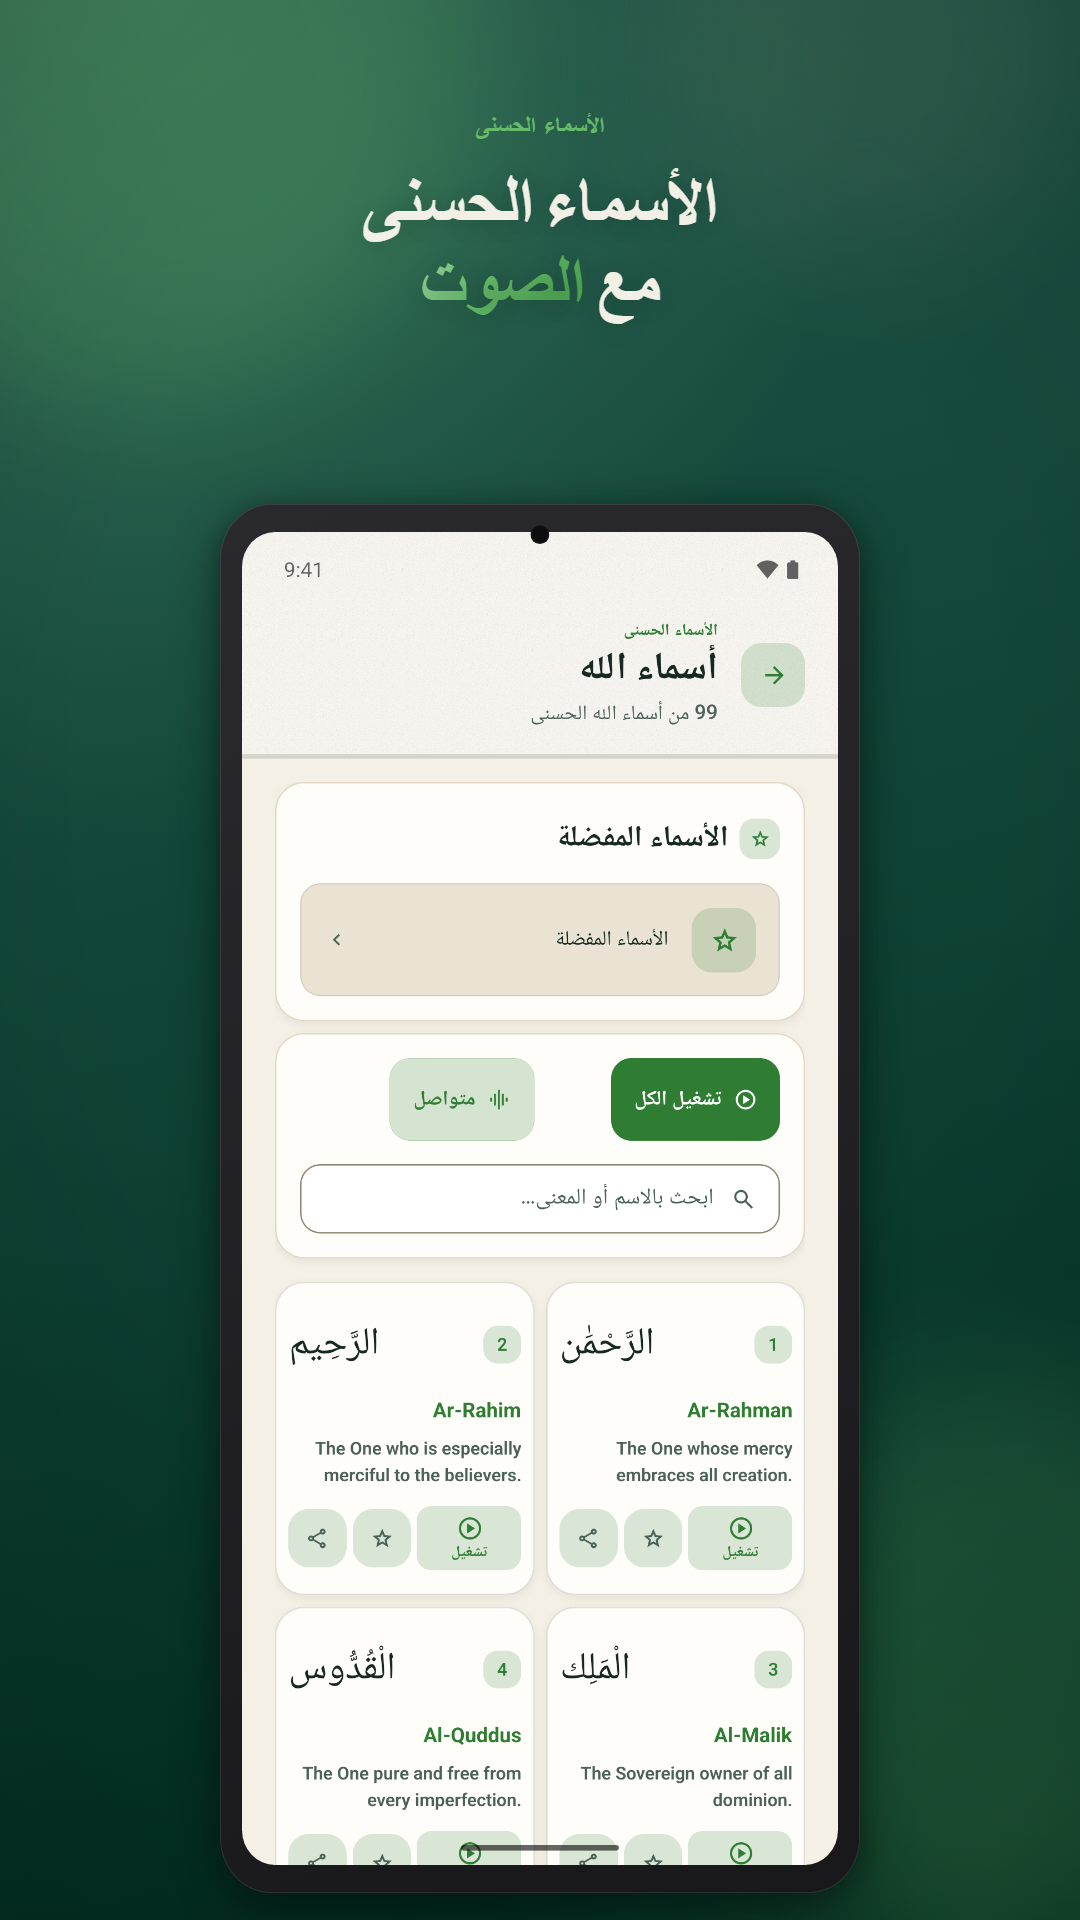 الأسماء الحسنى
الأسماء الحسنى
مع الصوت
9:41
الأسماء الحسنى
أسماء الله
99 من أسماء الله الحسنى
الأسماء المفضلة
الأسماء المفضلة
تشغيل الكل
متواصل
ابحث بالاسم أو المعنى...
1
الرَّحْمَٰن
Ar-Rahman
The One whose mercy
embraces all creation.
تشغيل
2
الرَّحِيم
Ar-Rahim
The One who is especially
merciful to the believers.
تشغيل
3
الْمَلِك
Al-Malik
The Sovereign owner of all
dominion.
4
الْقُدُّوس
Al-Quddus
The One pure and free from
every imperfection.